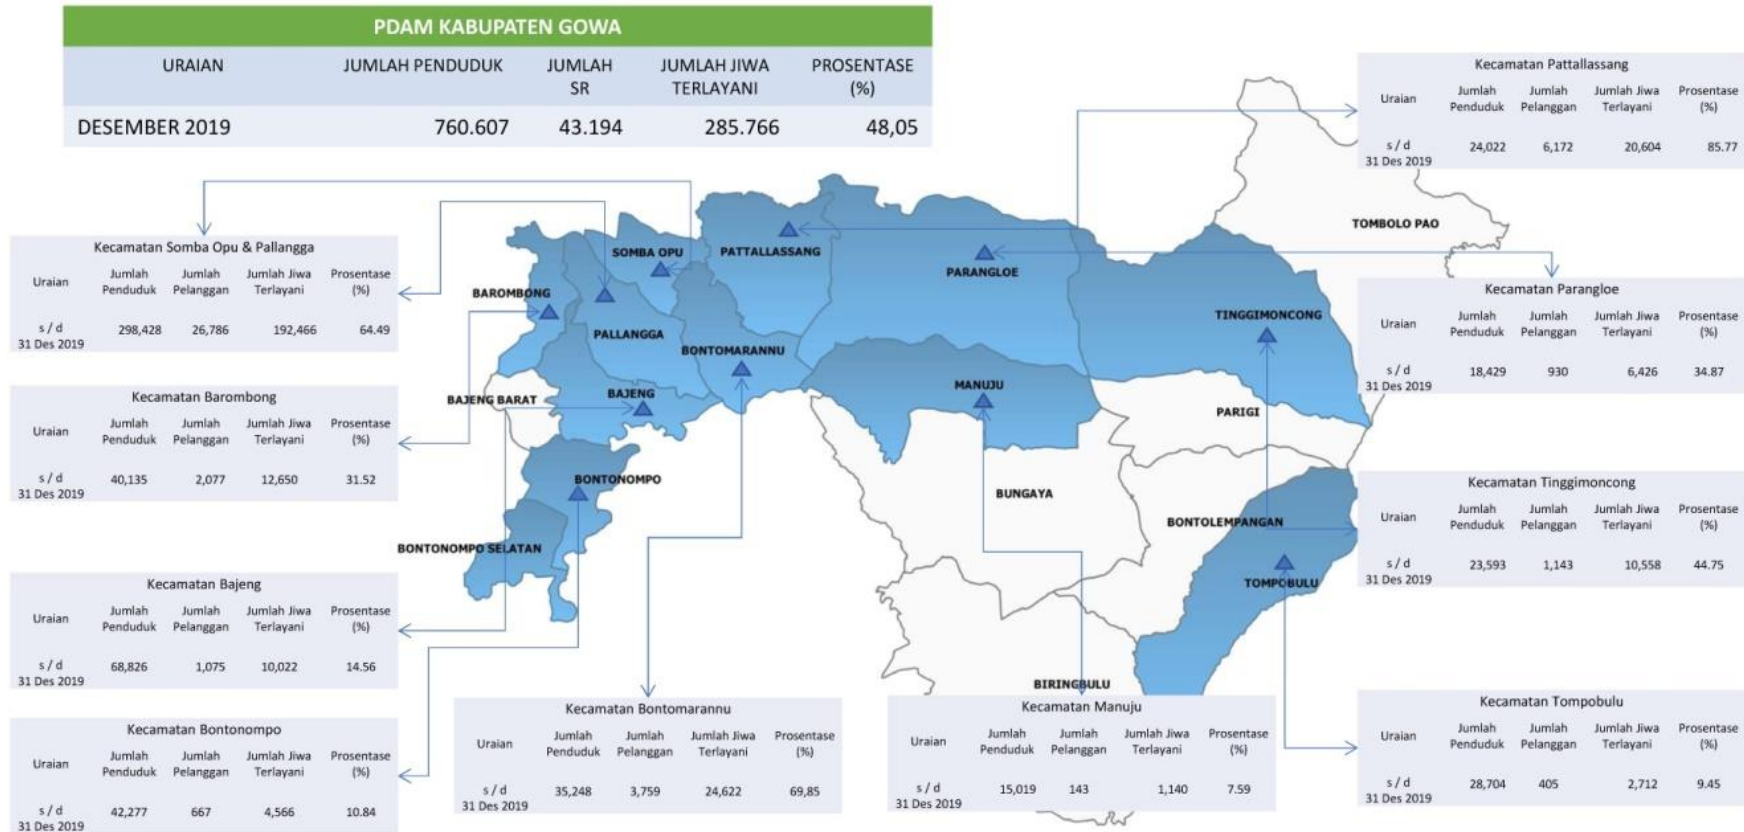 PDAM KABUPATEN GOWA
URAIAN JUMLAH PENDUDUK JUMLAH SR JUMLAH JIWA TERLAYANI PROSENTASE (%)
DESEMBER 2019 760.607 43.194 285.766 48,05
Kecamatan Pattallassang
Uraian Jumlah Penduduk Jumlah Pelanggan Jumlah Jiwa Terlayani Prosentase (%)
s / d 31 Des 2019 24,022 6,172 20,604 85.77
Kecamatan Somba Opu & Pallangga
Uraian Jumlah Penduduk Jumlah Pelanggan Jumlah Jiwa Terlayani Prosentase (%)
s / d 31 Des 2019 298,428 26,786 192,466 64.49
Kecamatan Parangloe
Uraian Jumlah Penduduk Jumlah Pelanggan Jumlah Jiwa Terlayani Prosentase (%)
s / d 31 Des 2019 18,429 930 6,426 34.87
Kecamatan Barombong
Uraian Jumlah Penduduk Jumlah Pelanggan Jumlah Jiwa Terlayani Prosentase (%)
s / d 31 Des 2019 40,135 2,077 12,650 31.52
Kecamatan Tinggimoncong
Uraian Jumlah Penduduk Jumlah Pelanggan Jumlah Jiwa Terlayani Prosentase (%)
s / d 31 Des 2019 23,593 1,143 10,558 44.75
Kecamatan Bajeng
Uraian Jumlah Penduduk Jumlah Pelanggan Jumlah Jiwa Terlayani Prosentase (%)
s / d 31 Des 2019 68,826 1,075 10,022 14.56
Kecamatan Bontonompo
Uraian Jumlah Penduduk Jumlah Pelanggan Jumlah Jiwa Terlayani Prosentase (%)
s / d 31 Des 2019 42,277 667 4,566 10.84
Kecamatan Bontomarannu
Uraian Jumlah Penduduk Jumlah Pelanggan Jumlah Jiwa Terlayani Prosentase (%)
s / d 31 Des 2019 35,248 3,759 24,622 69,85
Kecamatan Manuju
Uraian Jumlah Penduduk Jumlah Pelanggan Jumlah Jiwa Terlayani Prosentase (%)
s / d 31 Des 2019 15,019 143 1,140 7.59
Kecamatan Tompobulu
Uraian Jumlah Penduduk Jumlah Pelanggan Jumlah Jiwa Terlayani Prosentase (%)
s / d 31 Des 2019 28,704 405 2,712 9.45
TOMBOLO PAO
SOMBA OPU
PATTALLASSANG
PARANGLOE
BAROMBONG
TINGGIMONCONG
PALLANGGA
BONTOMARANNU
BAJENG
BAJENG BARAT
MANUJU
PARIGI
BONTONOMPO
BUNGAYA
BONTOLEMPANGAN
BONTONOMPO SELATAN
TOMPOBULU
BIRINGBULU